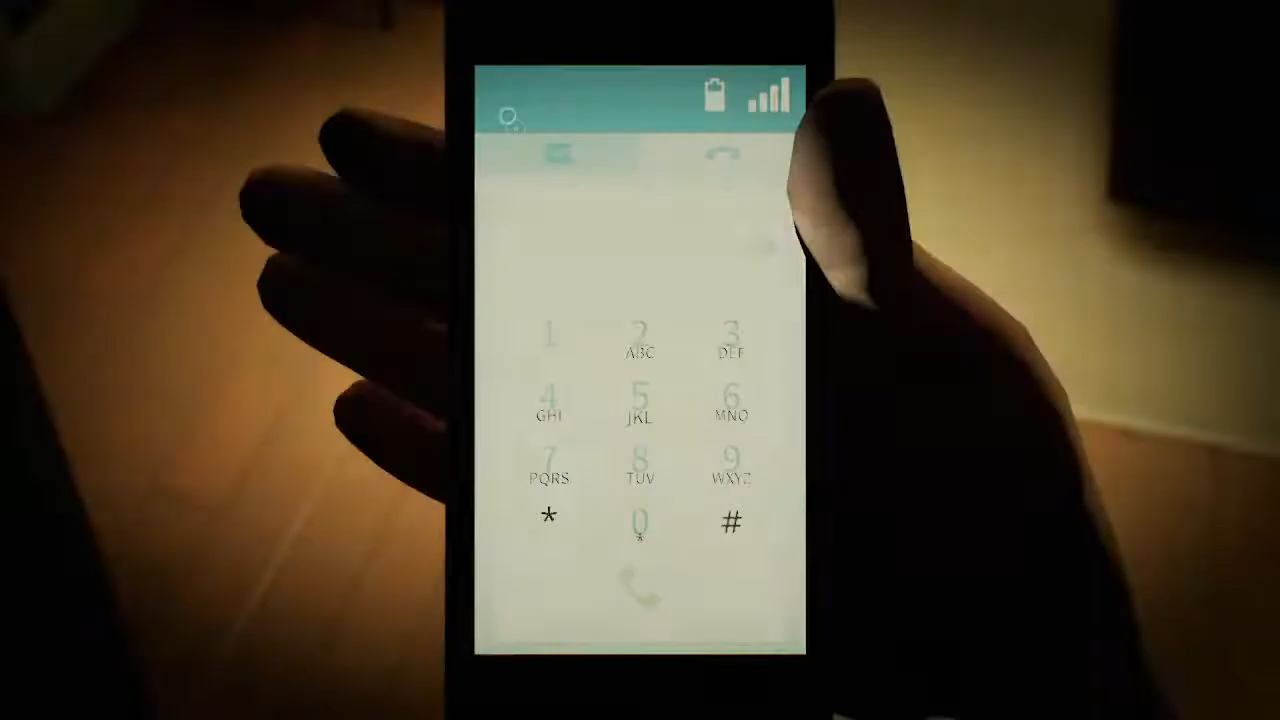 1 2 3
ABC DEF
4 5 6
GHI JKL MNO
7 8 9
PQRS TUV WXYZ
* 0 #